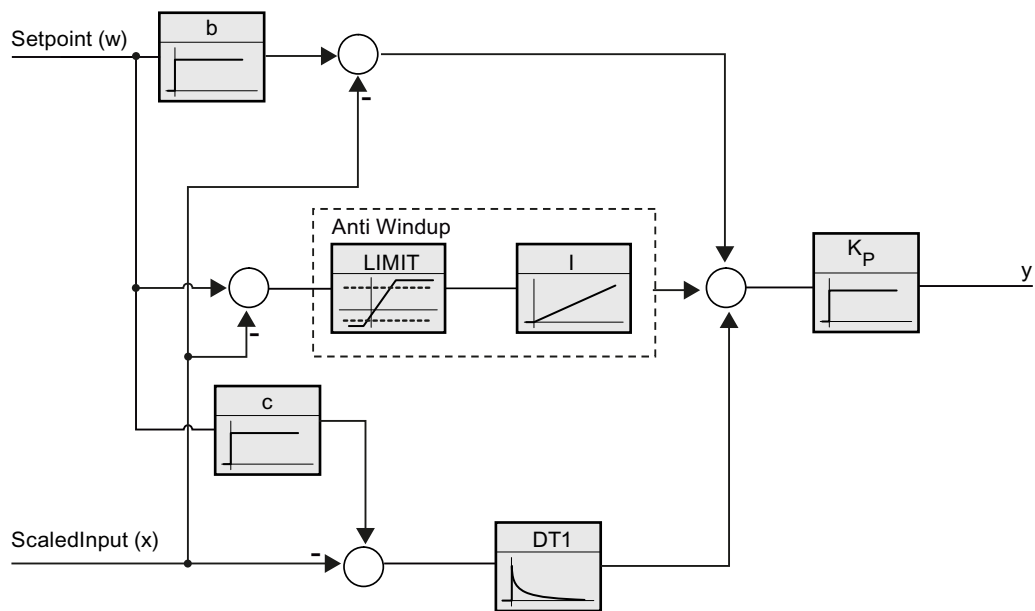 Setpoint (w)
b
-
Anti Windup
LIMIT
I
K_P
y
-
c
ScaledInput (x)
-
DT1